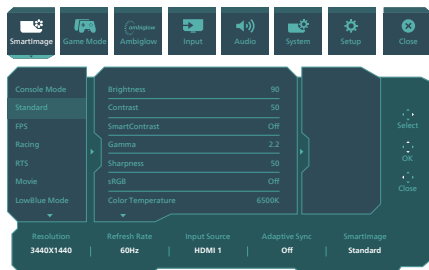 ambiglow
SmartImage Game Mode Ambiglow Input Audio System Setup Close
Console Mode Brightness 90
Standard Contrast 50
FPS SmartContrast Off
Select
Racing Gamma 2.2
OK
RTS Sharpness 50
Movie sRGB Off
Close
LowBlue Mode Color Temperature 6500K
Resolution Refresh Rate Input Source Adaptive Sync SmartImage
3440X1440 60Hz HDMI 1 Off Standard